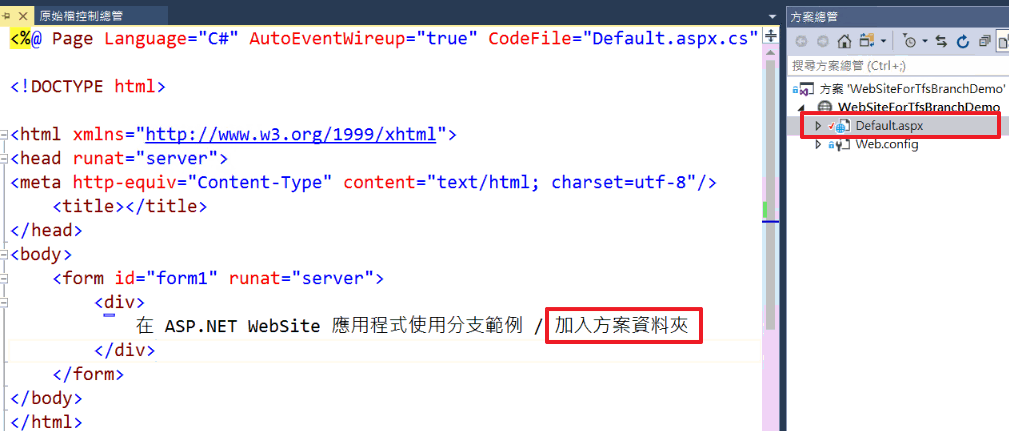 原始檔控制總管
<%@ Page Language="C#" AutoEventWireup="true" CodeFile="Default.aspx.cs"
<!DOCTYPE html>
<html xmlns="http://www.w3.org/1999/xhtml">
<head runat="server">
<meta http-equiv="Content-Type" content="text/html; charset=utf-8"/>
<title></title>
</head>
<body>
<form id="form1" runat="server">
<div>
在 ASP.NET WebSite 應用程式使用分支範例 / 加入方案資料夾
</div>
</form>
</body>
</html>
方案總管
搜尋方案總管 (Ctrl+;)
方案 'WebSiteForTfsBranchDemo'
WebSiteForTfsBranchDemo
Default.aspx
Web.config